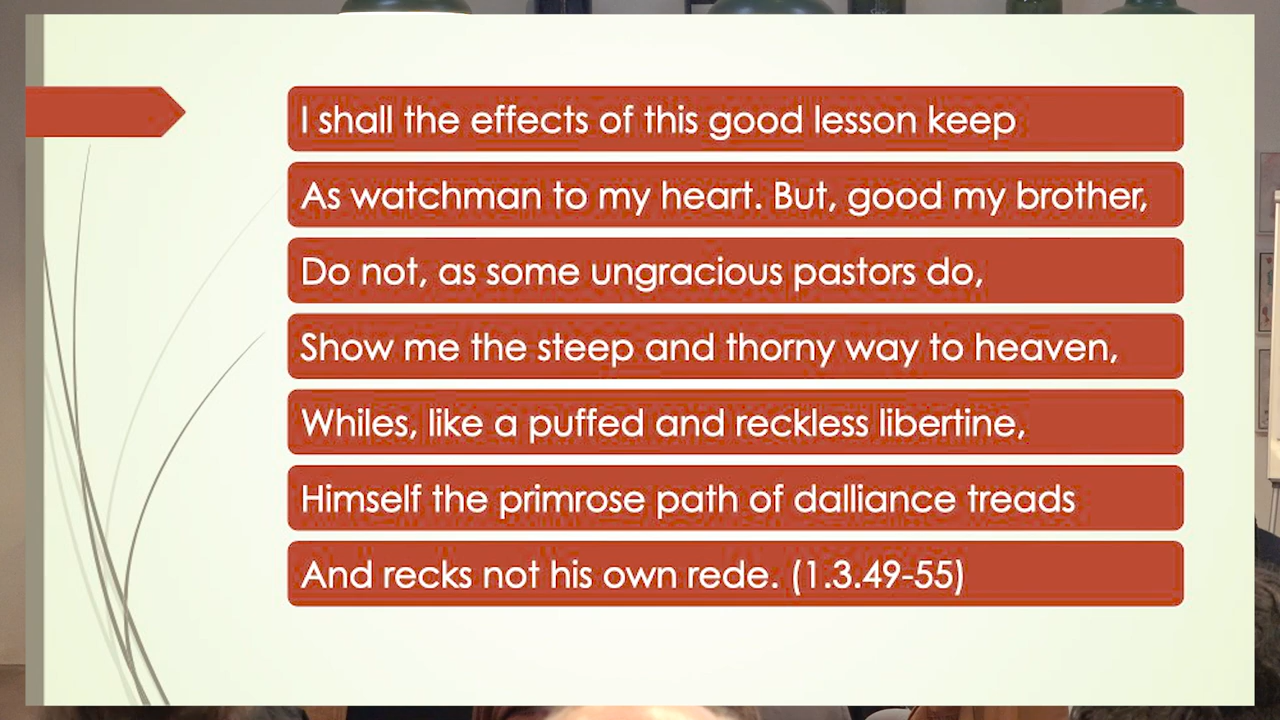 I shall the effects of this good lesson keep
As watchman to my heart. But, good my brother,
Do not, as some ungracious pastors do,
Show me the steep and thorny way to heaven,
Whiles, like a puffed and reckless libertine,
Himself the primrose path of dalliance treads
And recks not his own rede. (1.3.49-55)